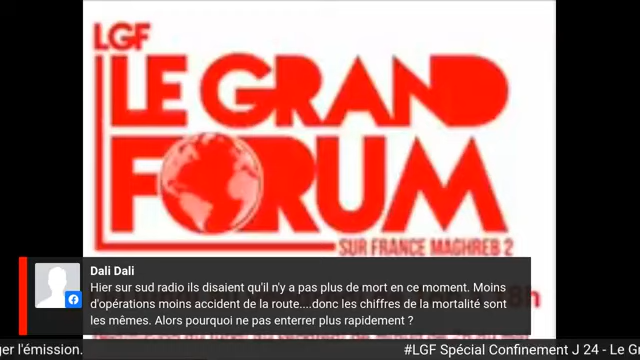 LGF
LE GRAND
FORUM
SUR FRANCE MAGHREB 2
Dali Dali
Hier sur sud radio ils disaient qu'il n'y a pas plus de mort en ce moment. Moins
d'opérations moins accident de la route....donc les chiffres de la mortalité sont
les mêmes. Alors pourquoi ne pas enterrer plus rapidement ?
8h
ger l'émission.
#LGF Spécial Confinement J 24 - Le G